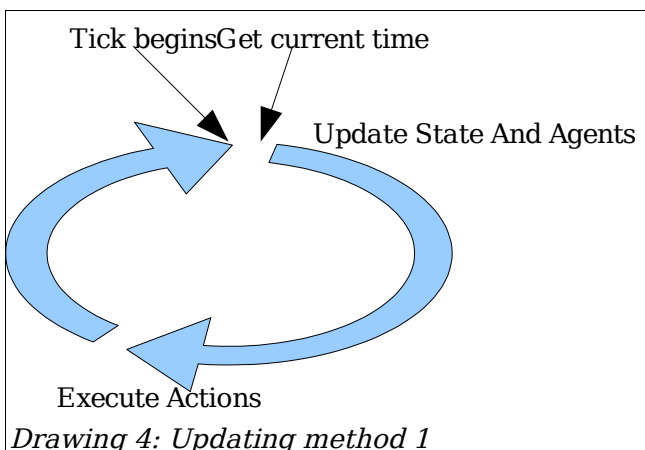 Tick beginsGet current time
Update State And Agents
Execute Actions
Drawing 4: Updating method 1